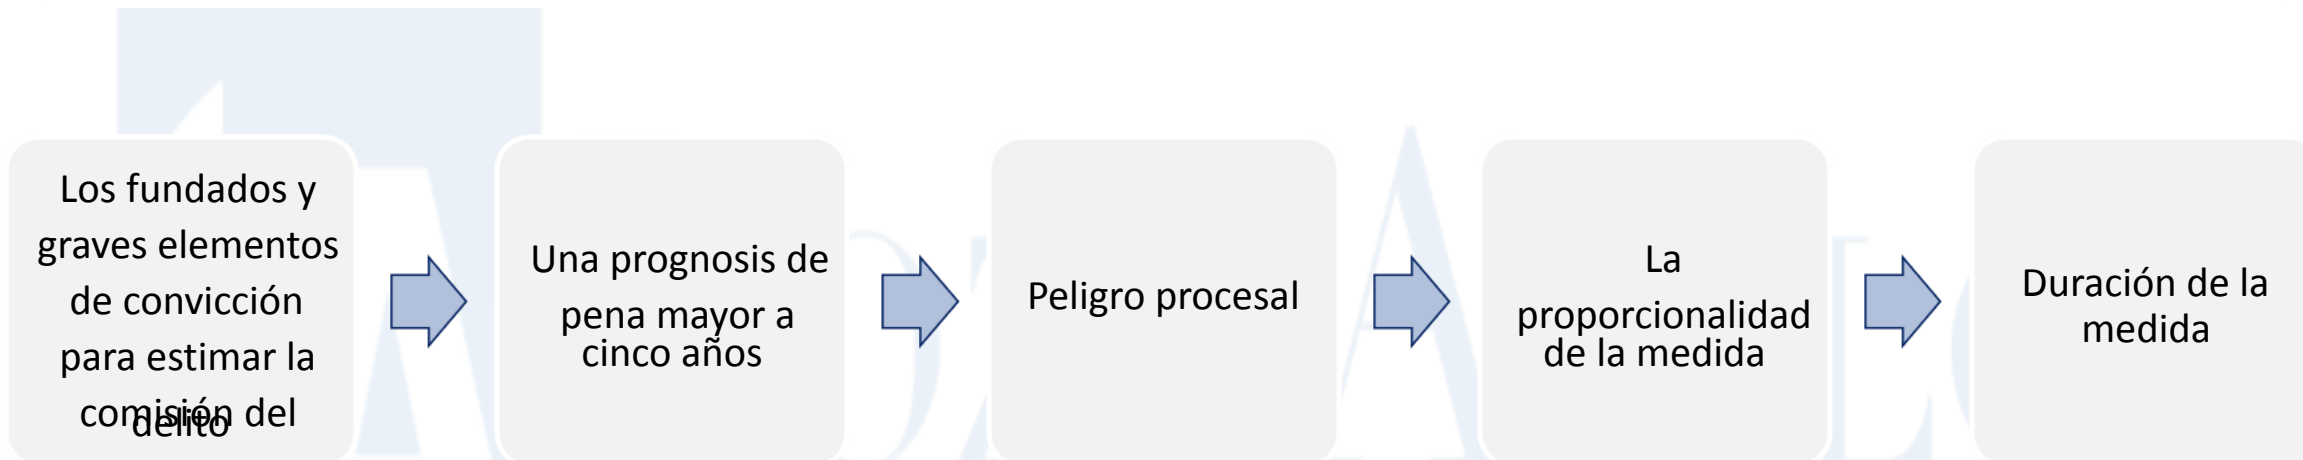 Los fundados y
graves elementos
de convicción
para estimar la
comisión del
delito
Una prognosis de
pena mayor a
cinco años
Peligro procesal
La
proporcionalidad
de la medida
Duración de la
medida